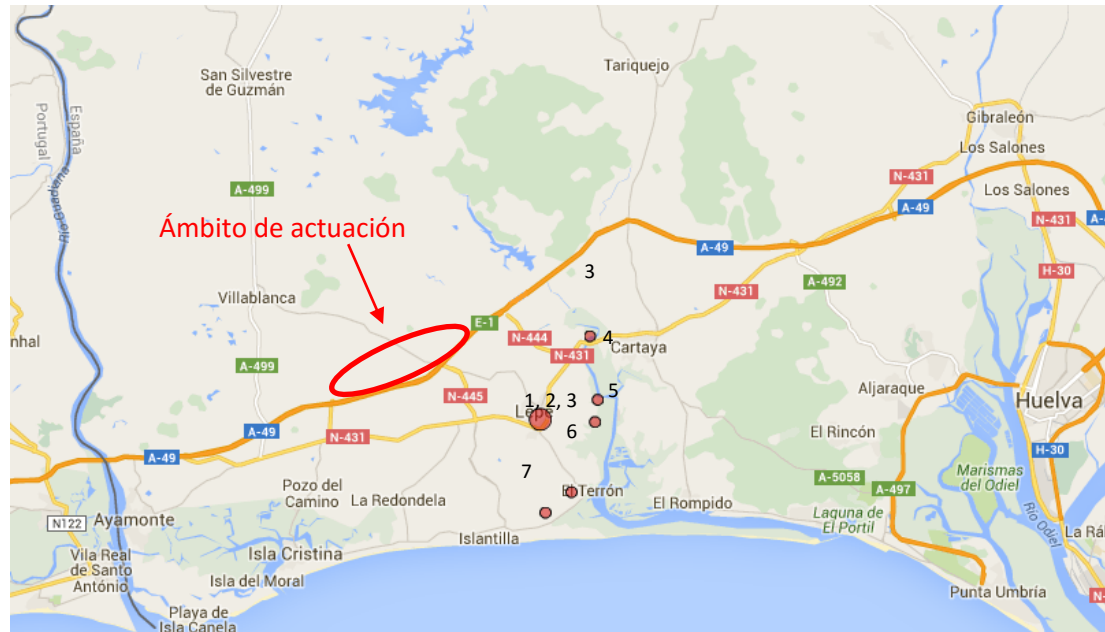 Tariquejo
San Silvestre
de Guzmán
Gibraleón
Los Salones
Portugal
España
N-431
A-499
Los Salones
A-49
N-431
A-49
A-49
Ámbito de actuación
H-30
3
A-492
Villablanca
N-431
E-1
N-444
4
nhal
N-431
Cartaya
A-499
Aljaraque
5
N-445
1, 2, 3
Huelva
Lepe
A-49
N-431
6
El Rincón
H-30
A-49
7
A-5058
Marismas
del Odiel
Pozo del
Camino
La Redondela
El Terrón
A-497
El Rompido
N122
Ayamonte
Laguna de
El Portil
Río Odiel
La Rá
Islantilla
Isla Cristina
Vila Real
de Santo
António
Isla del Moral
Punta Umbría
N-
Playa de
Isla Canela